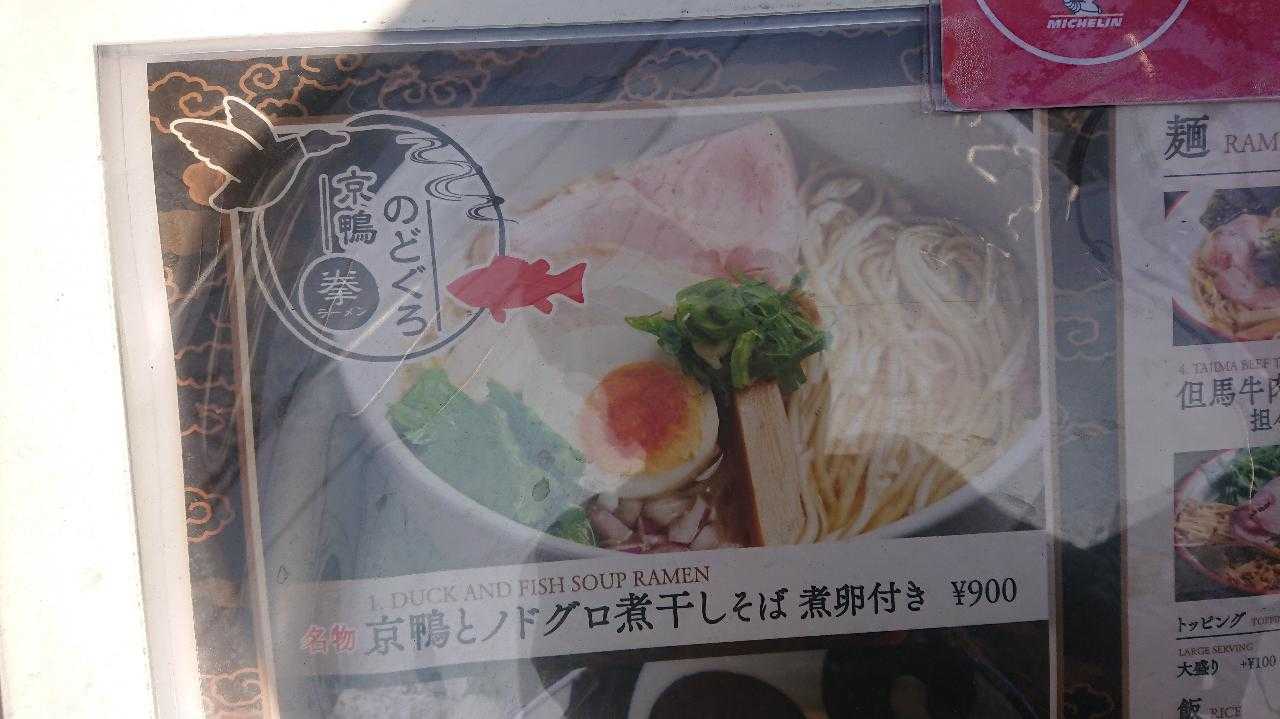 MICHELIN
京鴨
のどぐろ
拳
ラーメン
1. DUCK AND FISH SOUP RAMEN
名物 京鴨とノドグロ煮干しそば 煮卵付き ¥900
麺 RAM
4. TAJIMA BEEF
但馬牛肉
担
トッピング TOPPI
LARGE SERVING
大盛り +¥100
飯 RICE